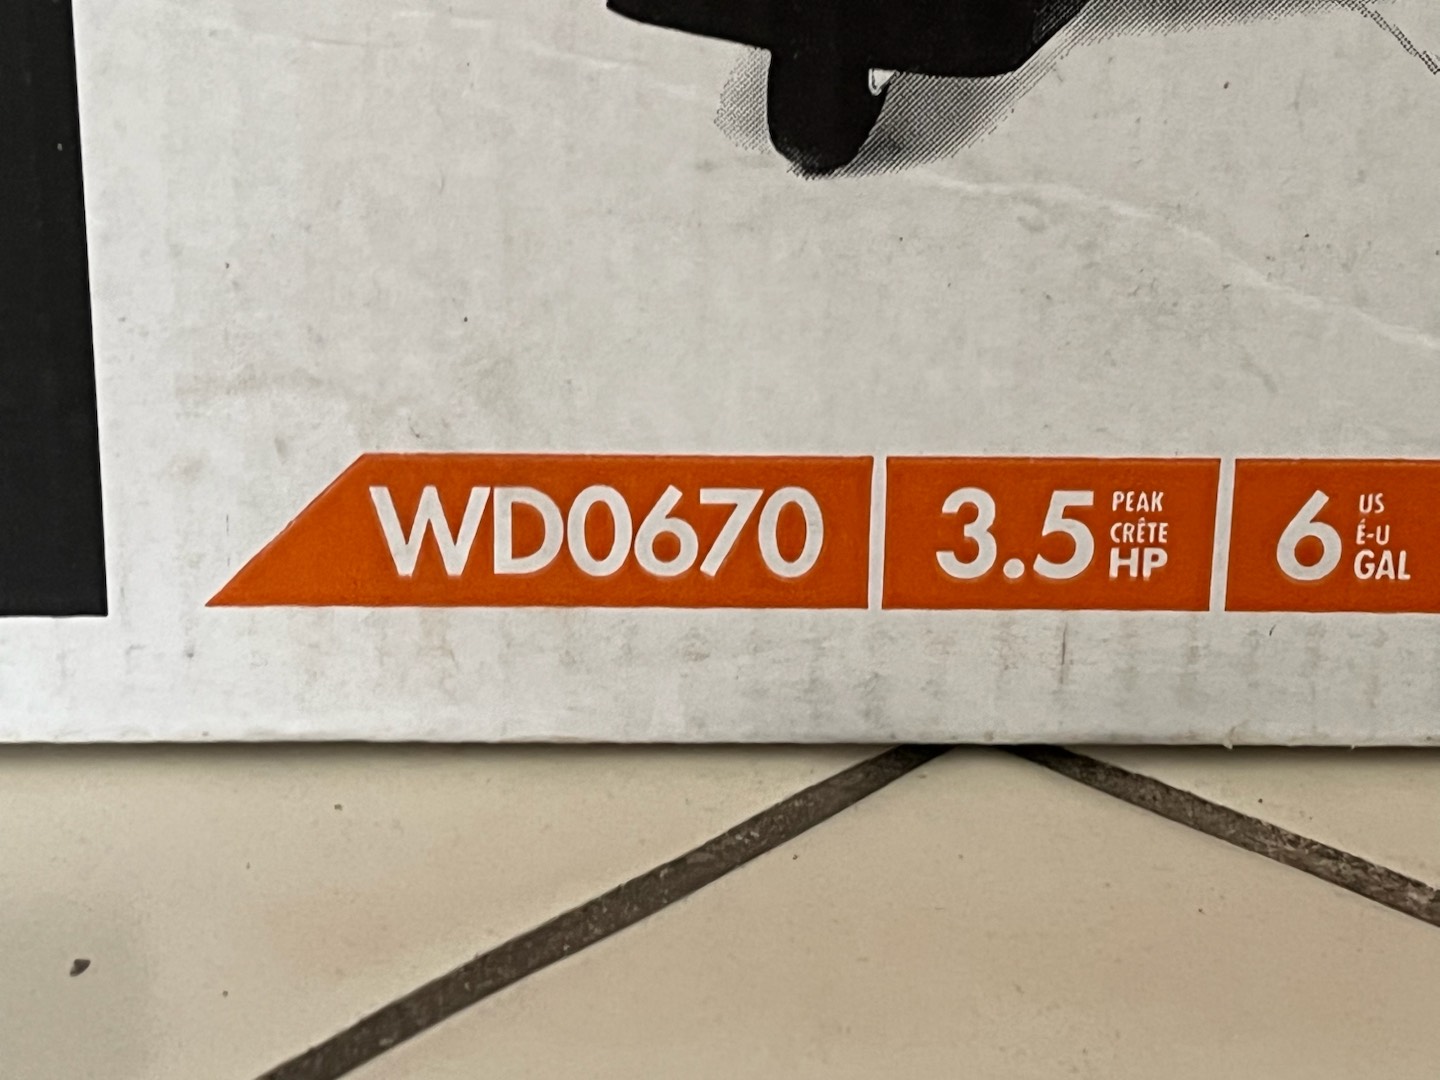 WD0670
3.5 PEAK CRÊTE HP
6 US É-U GAL